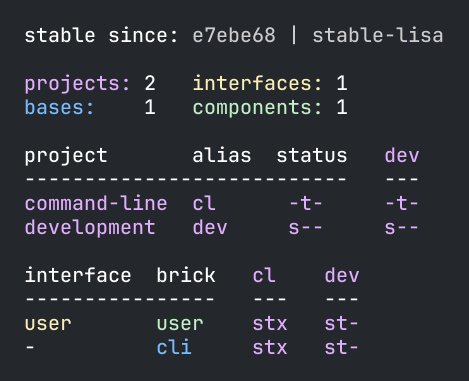 stable since: e7ebe68 | stable-lisa
projects: 2   interfaces: 1
bases:    1   components: 1
project       alias  status   dev
---------------------------   ---
command-line  cl      -t-     -t-
development   dev     s--     s--
interface  brick   cl    dev
----------------   ---   ---
user       user    stx   st-
-          cli     stx   st-